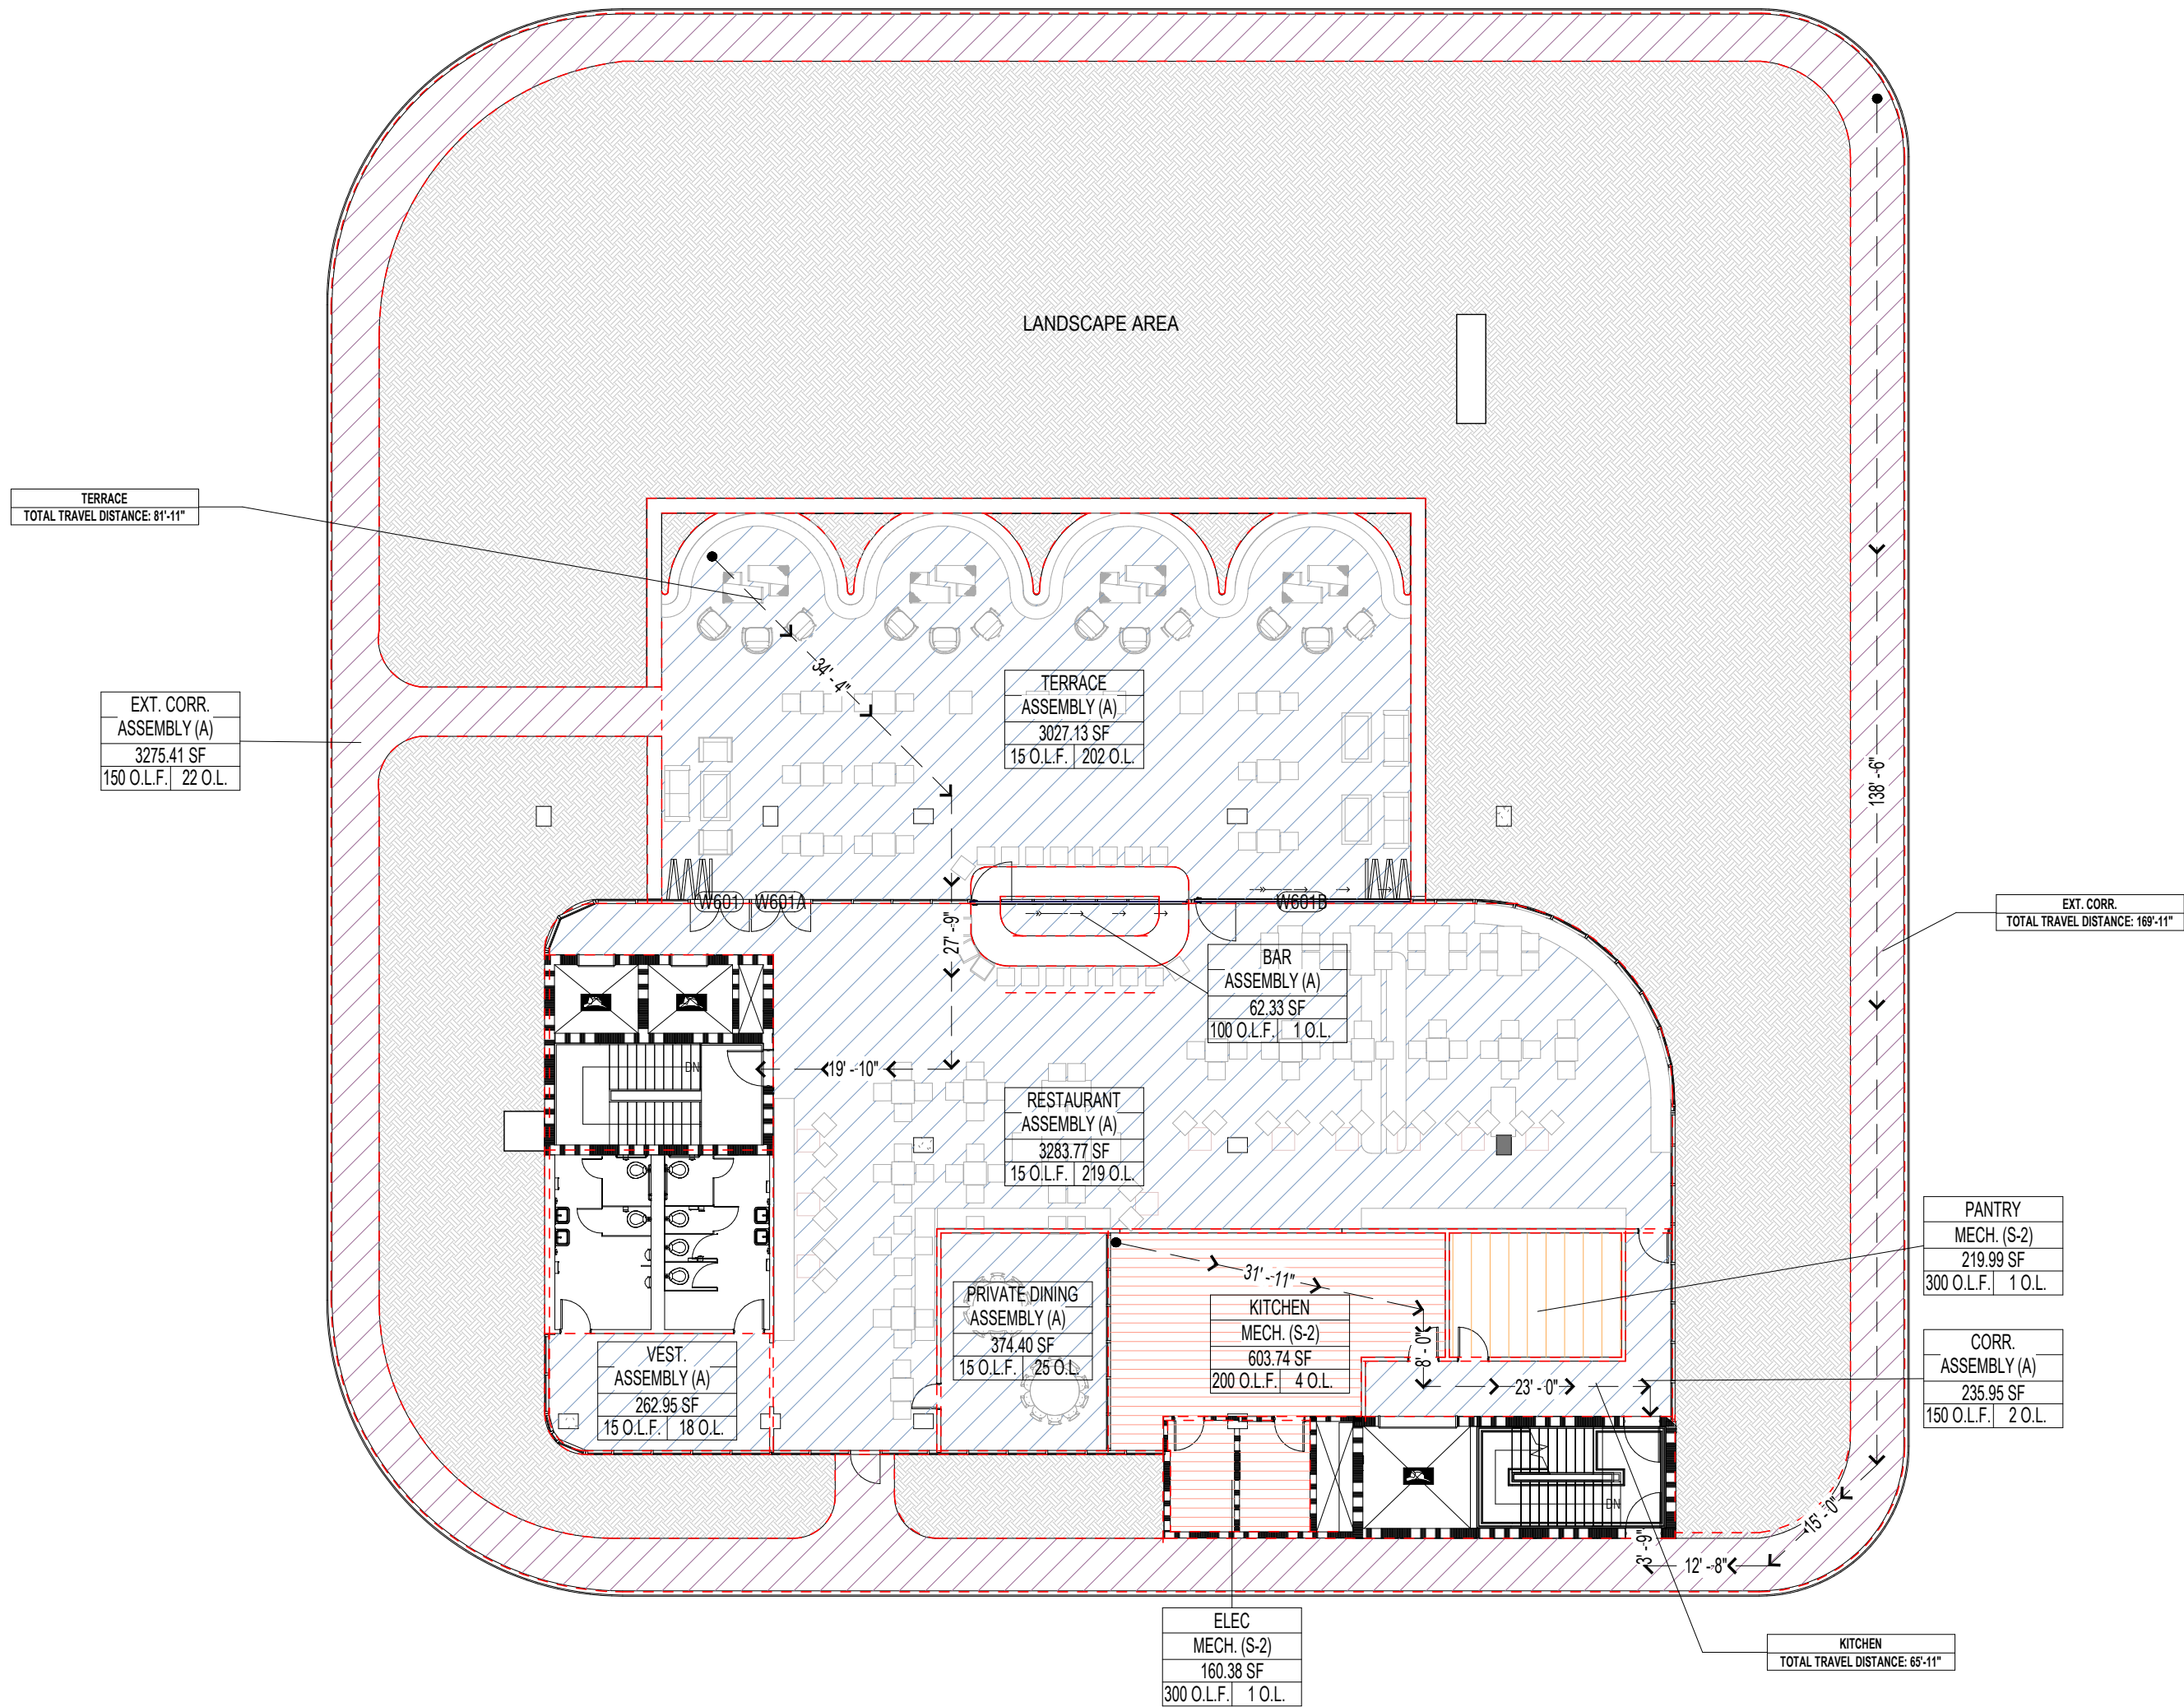 LANDSCAPE AREA
TERRACE
TOTAL TRAVEL DISTANCE: 81'-11"
34' - 4"
TERRACE
ASSEMBLY (A)
3027.13 SF
15 O.L.F. 202 O.L.
EXT. CORR.
ASSEMBLY (A)
3275.41 SF
150 O.L.F. 22 O.L.
138' - 6"
W601
W601A
W601B
EXT. CORR.
TOTAL TRAVEL DISTANCE: 169'-11"
27' - 9"
BAR
ASSEMBLY (A)
62.33 SF
100 O.L.F. 1 O.L.
DN
19' - 10"
RESTAURANT
ASSEMBLY (A)
3283.77 SF
15 O.L.F. 219 O.L.
PANTRY
MECH. (S-2)
219.99 SF
300 O.L.F. 1 O.L.
31' - 11"
PRIVATE DINING
ASSEMBLY (A)
374.40 SF
15 O.L.F. 25 O.L.
KITCHEN
MECH. (S-2)
603.74 SF
200 O.L.F. 4 O.L.
8' - 0"
23' - 0"
CORR.
ASSEMBLY (A)
235.95 SF
150 O.L.F. 2 O.L.
VEST.
ASSEMBLY (A)
262.95 SF
15 O.L.F. 18 O.L.
DN
15' - 0"
3' - 9"
12' - 8"
ELEC
MECH. (S-2)
160.38 SF
300 O.L.F. 1 O.L.
KITCHEN
TOTAL TRAVEL DISTANCE: 65'-11"